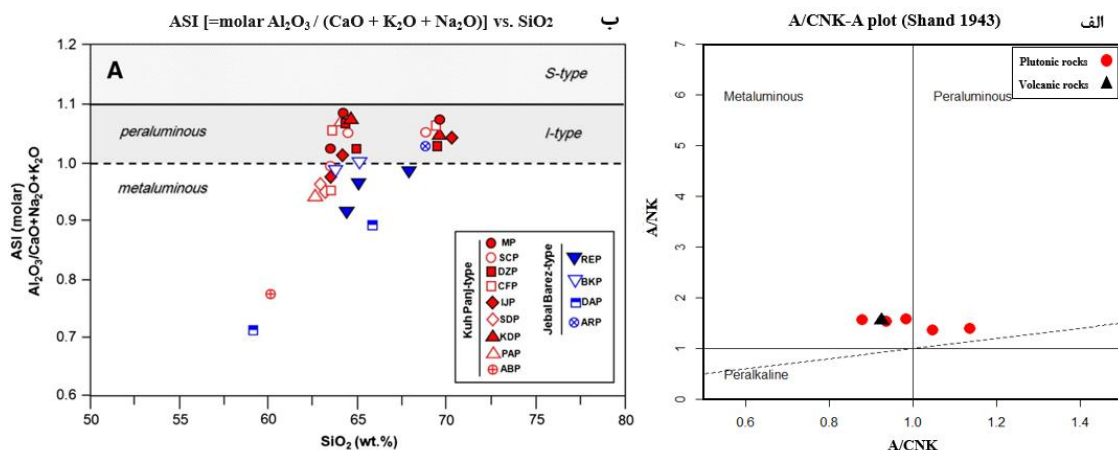 ASI [=molar Al₂O₃ / (CaO + K₂O + Na₂O)] vs. SiO₂
ب
A
S-type
peraluminous
I-type
metaluminous
1.2
1.1
1.0
0.9
0.8
0.7
0.6
ASI (molar)
Al₂O₃/CaO+Na₂O+K₂O
50
55
60
65
70
75
80
SiO₂ (wt.%)
Kuh Panj-type
MP
SCP
DZP
CFP
IJP
SDP
KDP
PAP
ABP
Jebal Barez-type
REP
BKP
DAP
ARP
A/CNK-A plot (Shand 1943)
الف
Plutonic rocks
Volcanic rocks
Metaluminous
Peraluminous
Peralkaline
7
6
5
4
3
2
1
0
A/NK
0.6
0.8
1.0
1.2
1.4
A/CNK